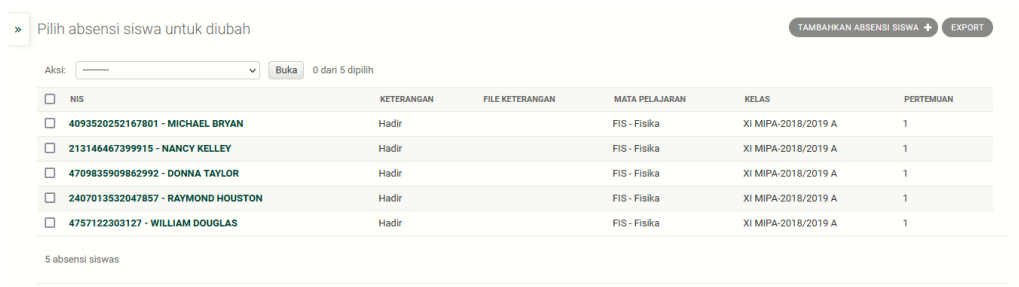 » Pilih absensi siswa untuk diubah TAMBAHKAN ABSENSI SISWA + EXPORT
Aksi: --------- Buka 0 dari 5 dipilih
NIS KETERANGAN FILE KETERANGAN MATA PELAJARAN KELAS PERTEMUAN
4093520252167801 - MICHAEL BRYAN Hadir FIS - Fisika XI MIPA-2018/2019 A 1
213146467399915 - NANCY KELLEY Hadir FIS - Fisika XI MIPA-2018/2019 A 1
4709835909862992 - DONNA TAYLOR Hadir FIS - Fisika XI MIPA-2018/2019 A 1
2407013532047857 - RAYMOND HOUSTON Hadir FIS - Fisika XI MIPA-2018/2019 A 1
4757122303127 - WILLIAM DOUGLAS Hadir FIS - Fisika XI MIPA-2018/2019 A 1
5 absensi siswas